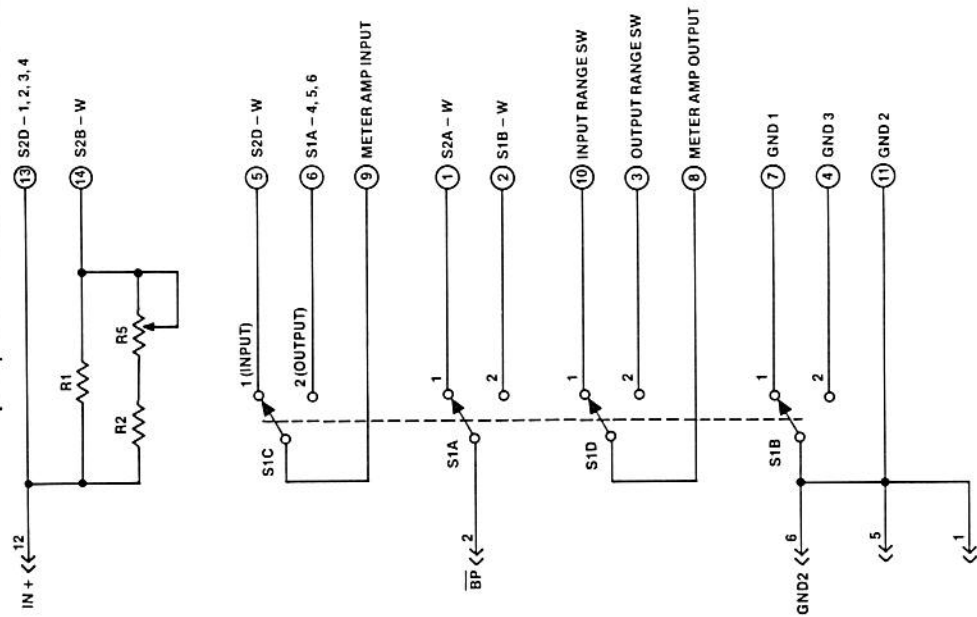 IN +
12
13
S2D – 1, 2, 3, 4
14
S2B – W
R1
R2
R5
1 (INPUT)
5
S2D – W
2 (OUTPUT)
6
S1A – 4, 5, 6
S1C
9
METER AMP INPUT
1
1
S2A – W
2
2
S1B – W
S1A
BP
2
1
10
INPUT RANGE SW
2
3
OUTPUT RANGE SW
S1D
8
METER AMP OUTPUT
1
7
GND 1
2
4
GND 3
S1B
GND2
6
11
GND 2
5
1